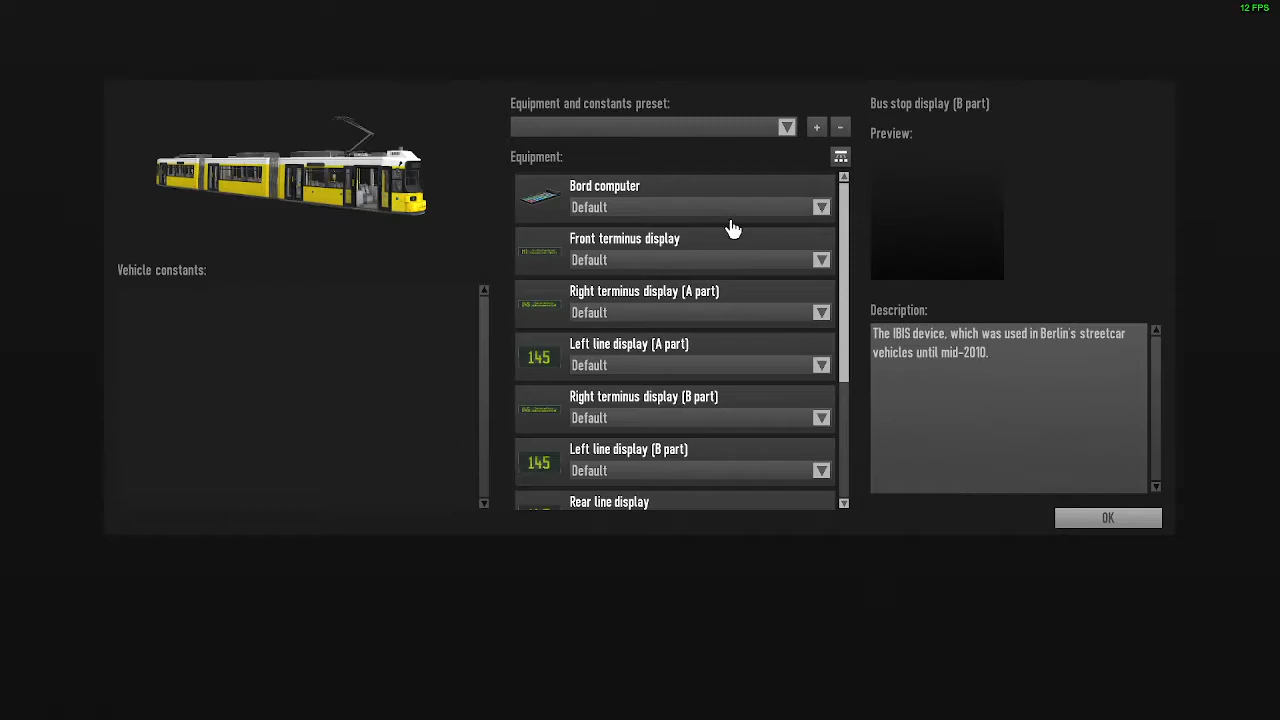 12 FPS
Equipment and constants preset:
+
-
Equipment:
Bord computer
Default
Front terminus display
Default
Right terminus display (A part)
Default
145
Left line display (A part)
Default
Right terminus display (B part)
Default
145
Left line display (B part)
Default
Rear line display
Vehicle constants:
Bus stop display (B part)
Preview:
Description:
The IBIS device, which was used in Berlin's streetcar
vehicles until mid-2010.
OK